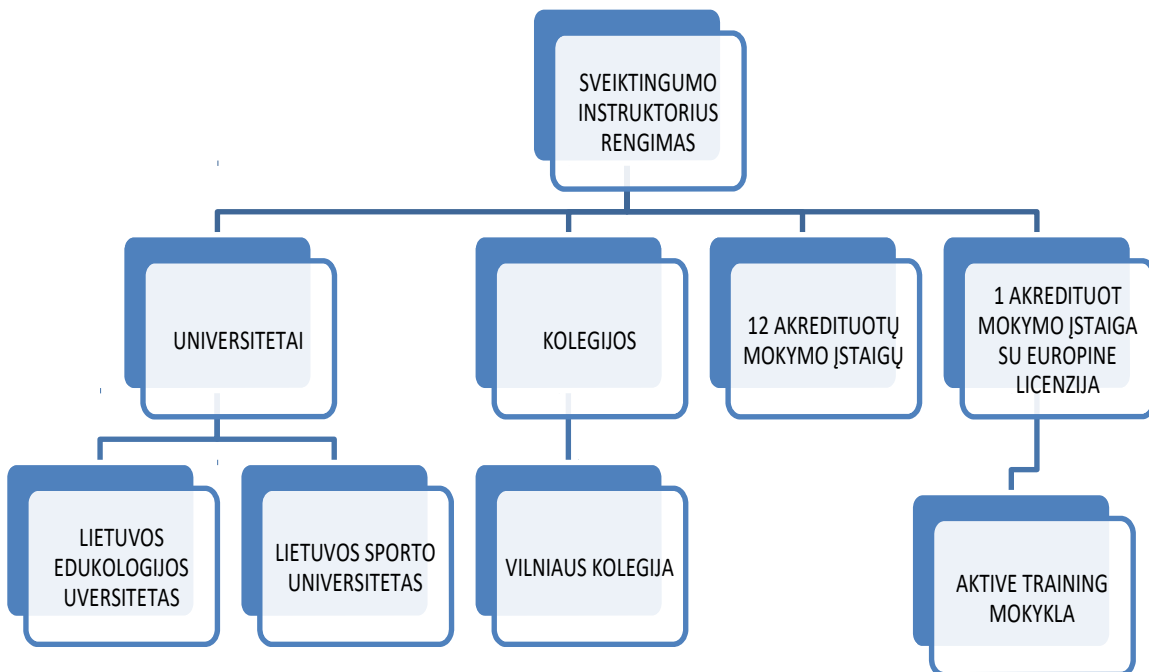 SVEIKTINGUMO
INSTRUKTORIUS
RENGIMAS
UNIVERSITETAI
KOLEGIJOS
12 AKREDITUOTŲ
MOKYMO ĮSTAIGŲ
1 AKREDITUOT
MOKYMO ĮSTAIGA
SU EUROPINE
LICENZIJA
LIETUVOS
EDUKOLOGIJOS
UVERSITETAS
LIETUVOS SPORTO
UNIVERSITETAS
VILNIAUS KOLEGIJA
AKTIVE TRAINING
MOKYKLA